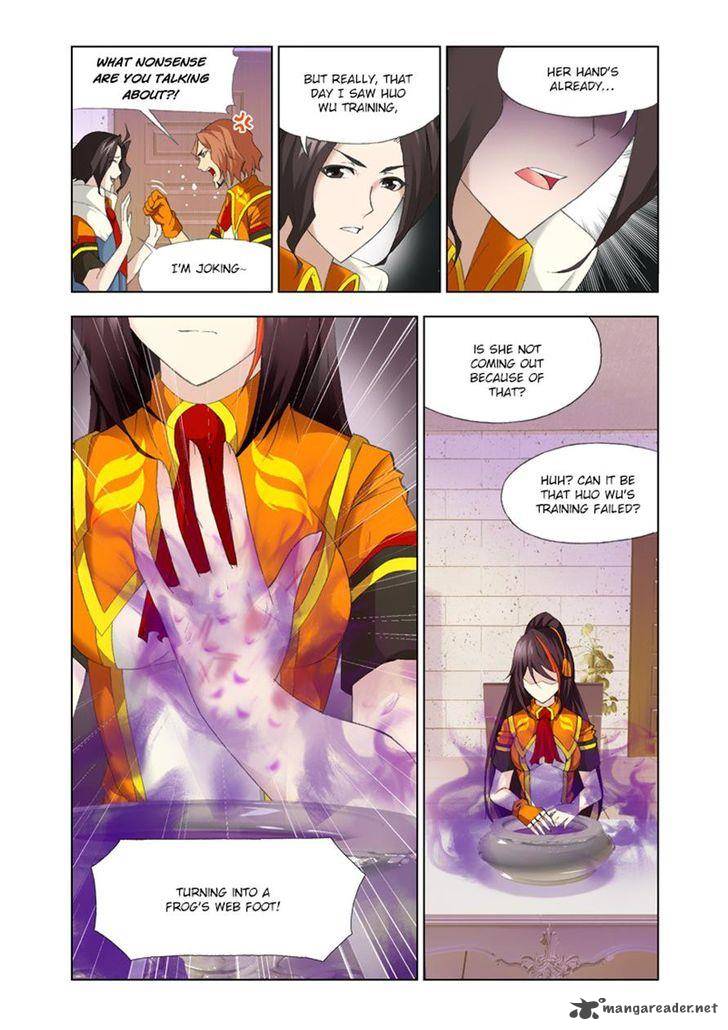 WHAT NONSENSE
ARE YOU TALKING
ABOUT?!
I'M JOKING~
BUT REALLY, THAT
DAY I SAW HUO
WU TRAINING,
HER HAND'S
ALREADY...
TURNING INTO A
FROG'S WEB FOOT!
IS SHE NOT
COMING OUT
BECAUSE OF
THAT?
HUH? CAN IT BE
THAT HUO WU'S
TRAINING FAILED?
mangareader.net